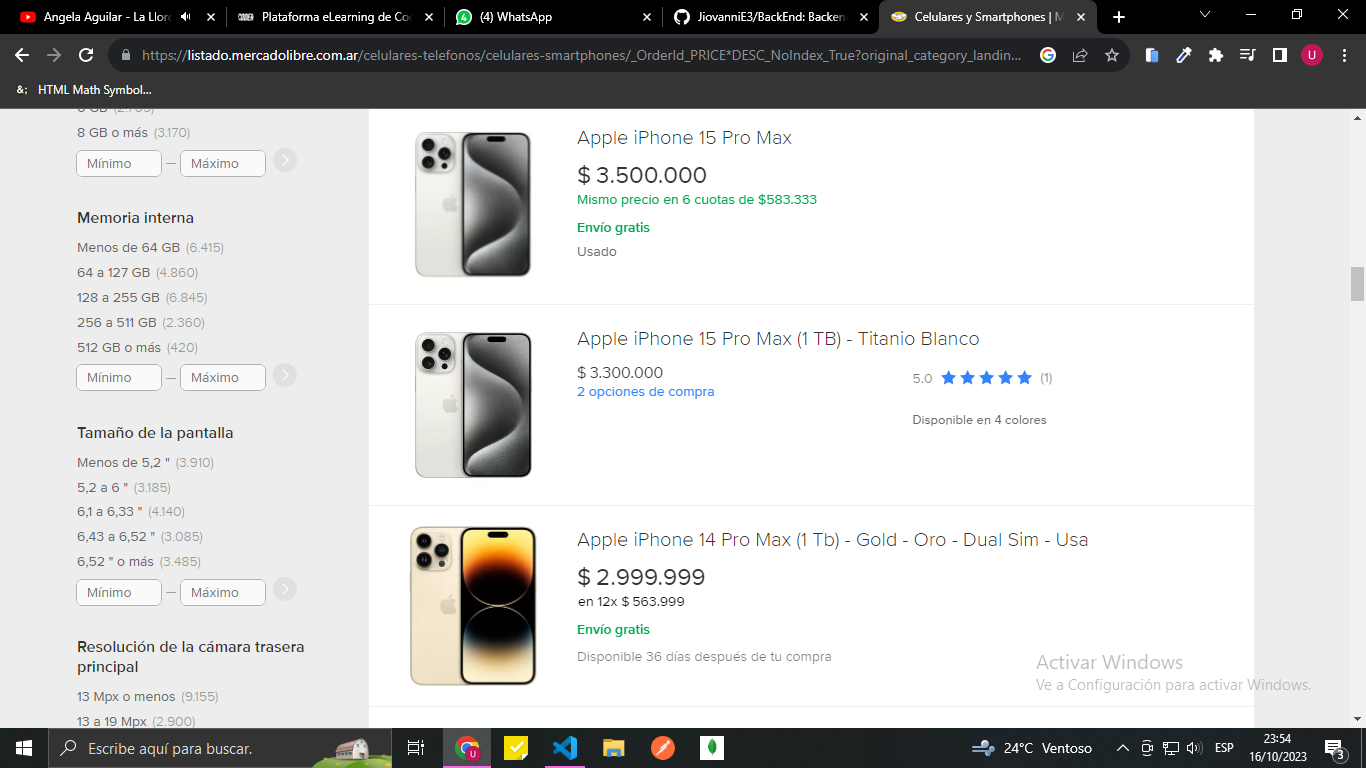 Angela Aguilar - La Llor
CODER
Plataforma eLearning de Co
(4) WhatsApp
JiovanniE3/BackEnd: Backen
Celulares y Smartphones | M
https://listado.mercadolibre.com.ar/celulares-telefonos/celulares-smartphones/_OrderId_PRICE*DESC_NoIndex_True?original_category_landin...
U
&; HTML Math Symbol...
8 GB o más (3.170)
Mínimo — Máximo
Memoria interna
Menos de 64 GB (6.415)
64 a 127 GB (4.860)
128 a 255 GB (6.845)
256 a 511 GB (2.360)
512 GB o más (420)
Mínimo — Máximo
Tamaño de la pantalla
Menos de 5,2 " (3.910)
5,2 a 6 " (3.185)
6,1 a 6,33 " (4.140)
6,43 a 6,52 " (3.085)
6,52 " o más (3.485)
Mínimo — Máximo
Resolución de la cámara trasera
principal
13 Mpx o menos (9.155)
13 a 19 Mpx (2.900)
Apple iPhone 15 Pro Max
$ 3.500.000
Mismo precio en 6 cuotas de $583.333
Envío gratis
Usado
Apple iPhone 15 Pro Max (1 TB) - Titanio Blanco
$ 3.300.000
2 opciones de compra
5.0 (1)
Disponible en 4 colores
Apple iPhone 14 Pro Max (1 Tb) - Gold - Oro - Dual Sim - Usa
$ 2.999.999
en 12x $ 563.999
Envío gratis
Disponible 36 días después de tu compra
Activar Windows
Ve a Configuración para activar Windows.
Escribe aquí para buscar.
24°C Ventoso
ESP
23:54
16/10/2023
3